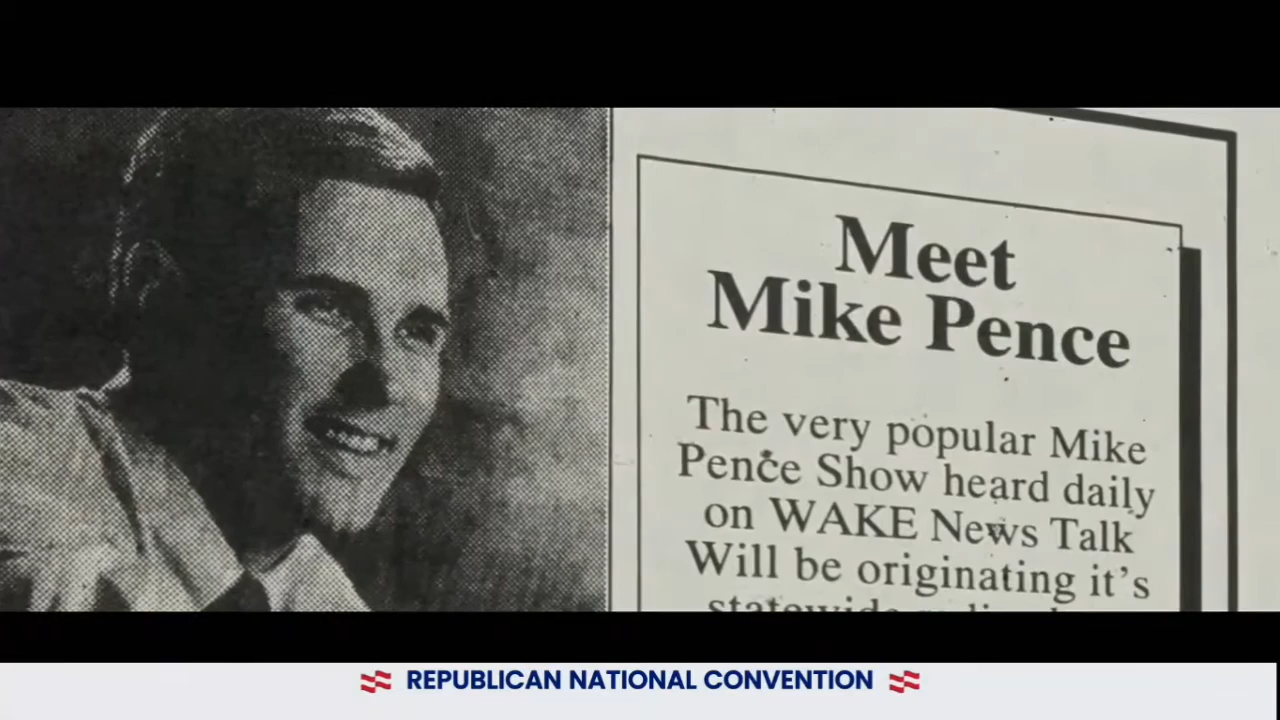 Meet
Mike Pence
The very popular Mike
Pence Show heard daily
on WAKE News Talk
Will be originating it's
statewide
REPUBLICAN NATIONAL CONVENTION